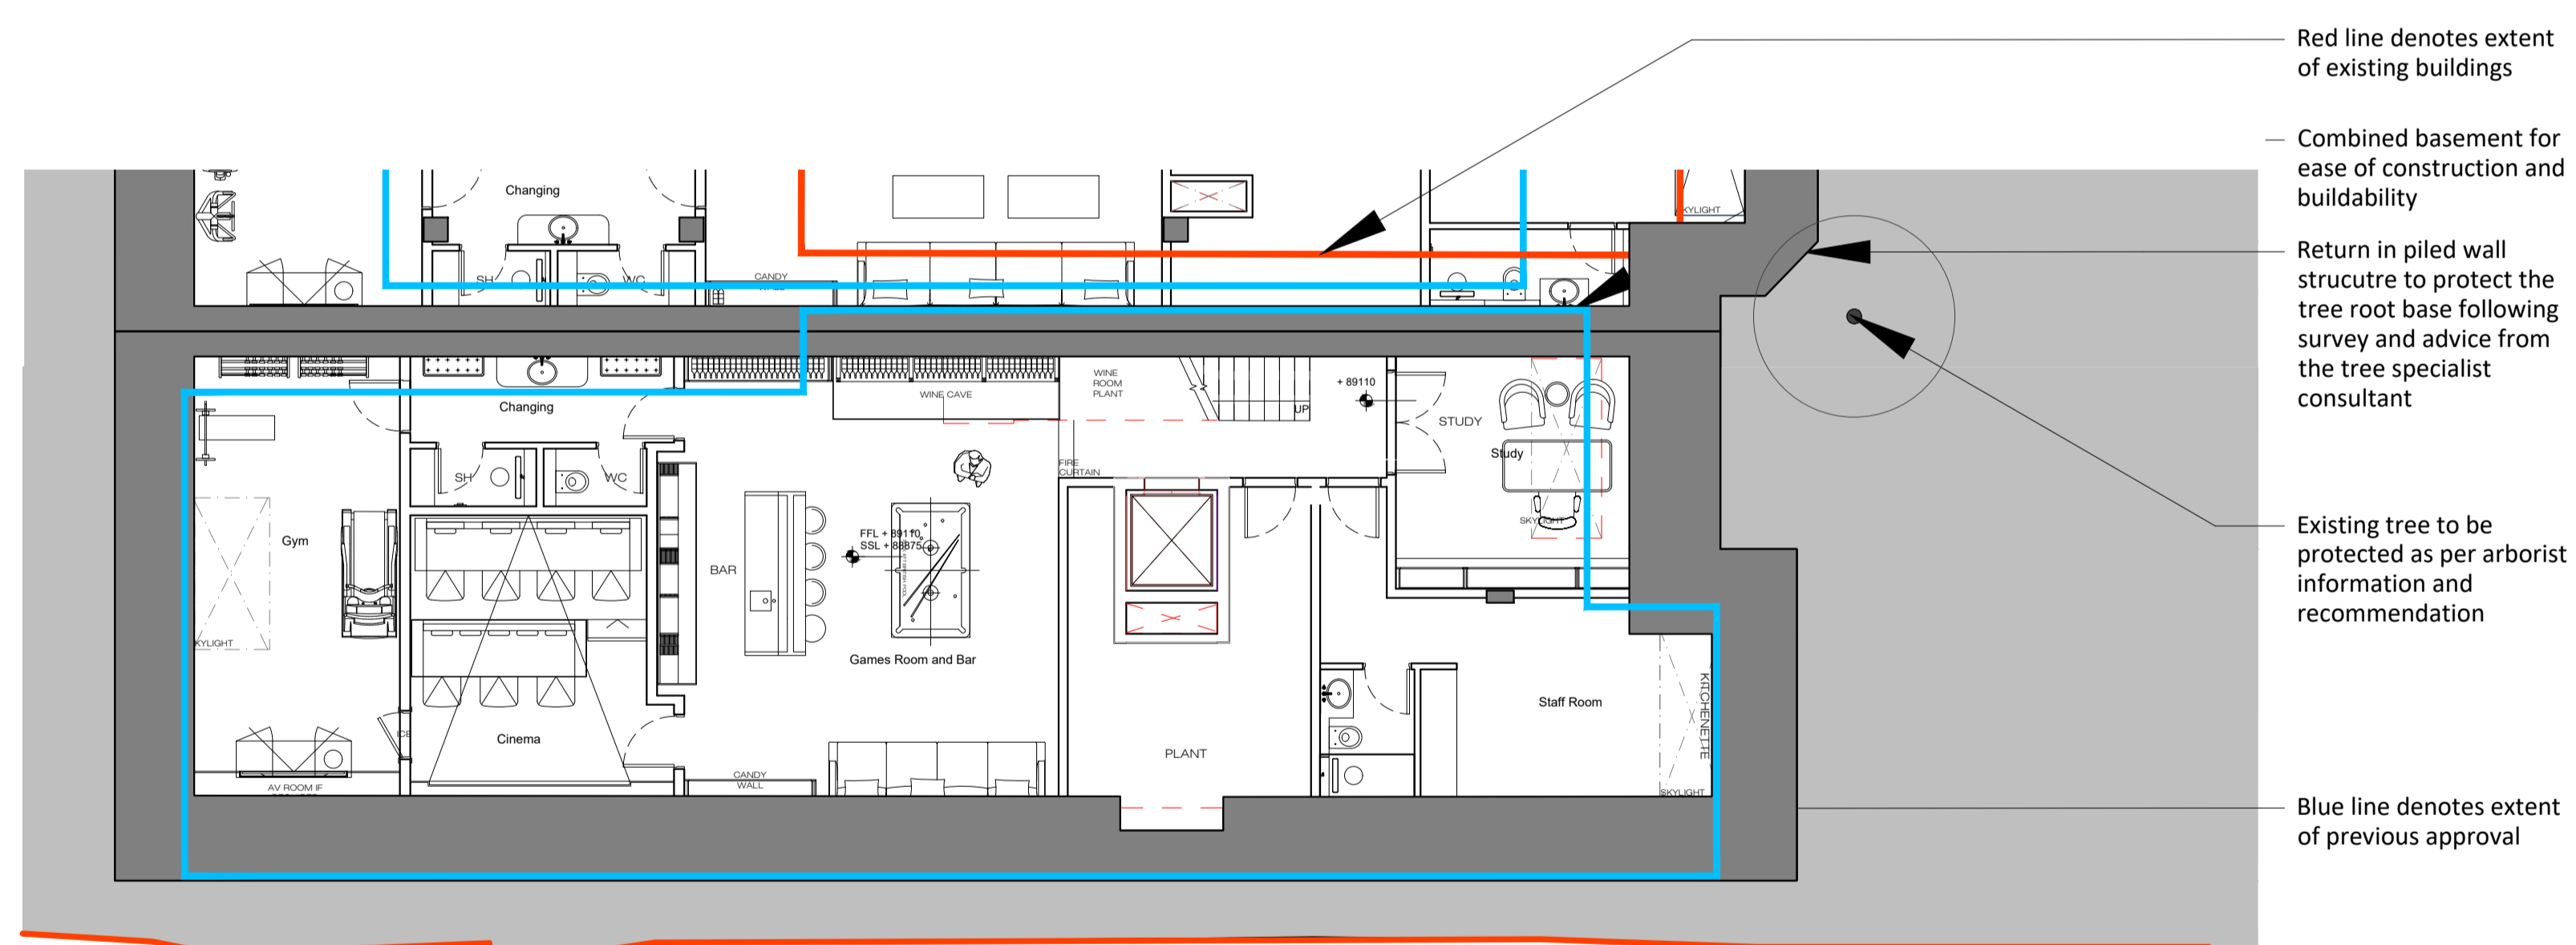 Red line denotes extent
of existing buildings
Combined basement for
ease of construction and
buildability
Return in piled wall
strucutre to protect the
tree root base following
survey and advice from
the tree specialist
consultant
Existing tree to be
protected as per arborist
information and
recommendation
Blue line denotes extent
of previous approval
Changing
SH
WC
CANDY
KYLIGHT
Changing
SH
WC
WINE CAVE
WINE
ROOM
PLANT
UP
+ 89110
STUDY
Study
SKYLIGHT
FIRE
CURTAIN
Gym
KYLIGHT
BAR
FFL + 89110
SSL + 88875
Games Room and Bar
Cinema
ICE
AV ROOM IF
CANDY
WALL
PLANT
Staff Room
KITCHENETTE
SKYLIGHT